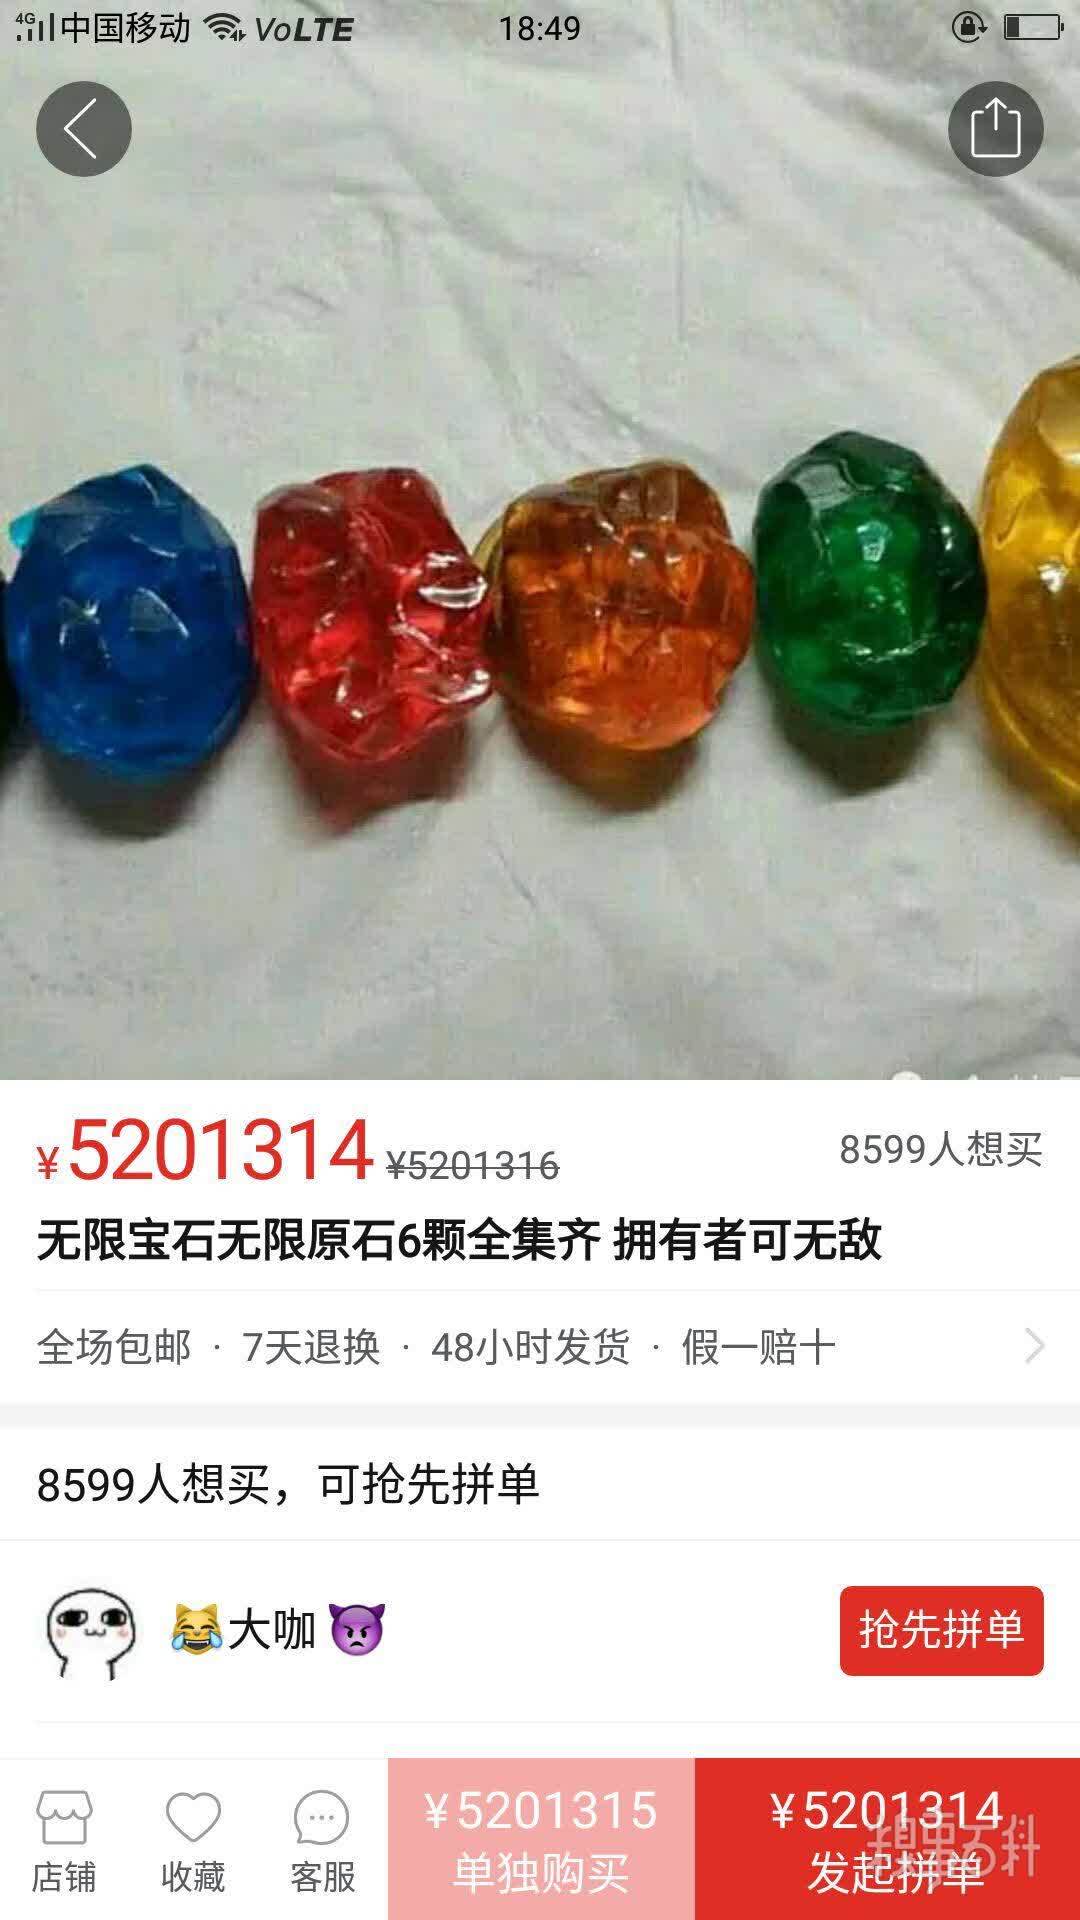 4G 中国移动 VoLTE 18:49
¥5201314 ¥5201316 8599人想买
无限宝石无限原石6颗全集齐 拥有者可无敌
全场包邮 · 7天退换 · 48小时发货 · 假一赔十
8599人想买，可抢先拼单
😹大咖👿 抢先拼单
¥5201315 ¥5201314
店铺 收藏 客服 单独购买 发起拼单
糗事百科